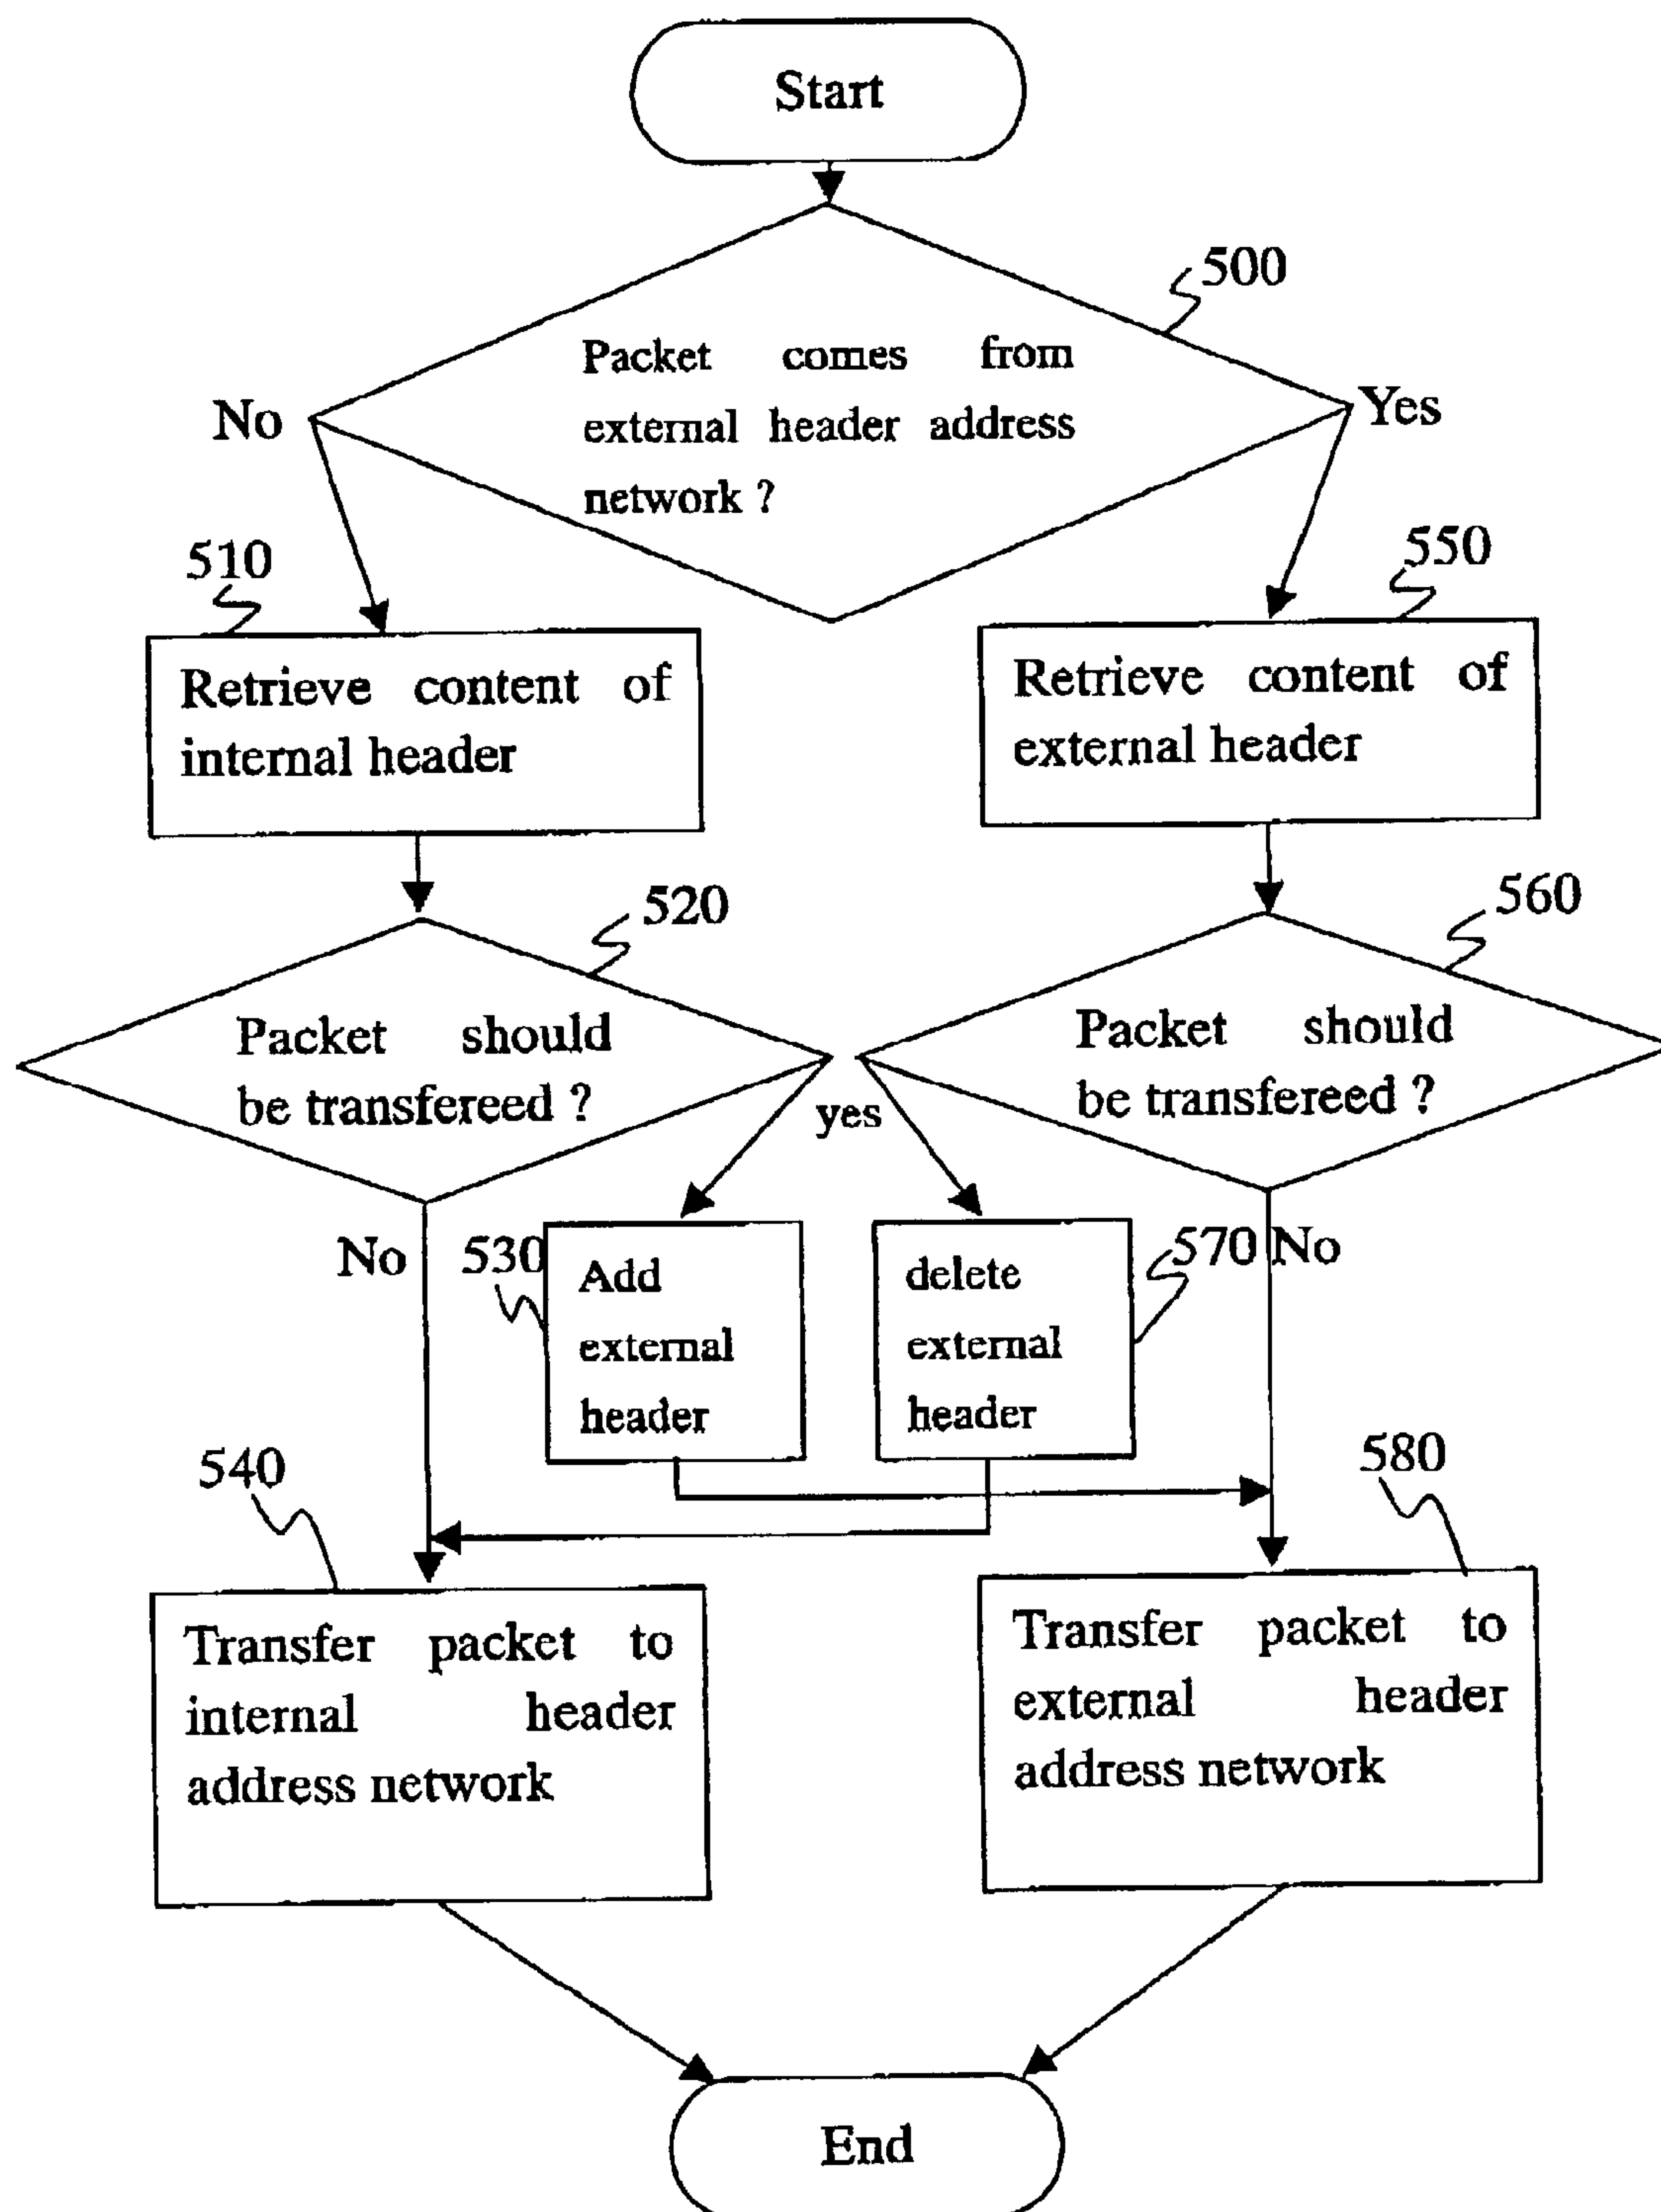 Start
500
Packet comes from
external header address
network ?
No
Yes
510
550
Retrieve content of
internal header
Retrieve content of
external header
520
560
Packet should
be transfereed ?
Packet should
be transfereed ?
yes
No
530
Add
external
header
delete
external
header
570
No
540
580
Transfer packet to
internal header
address network
Transfer packet to
external header
address network
End